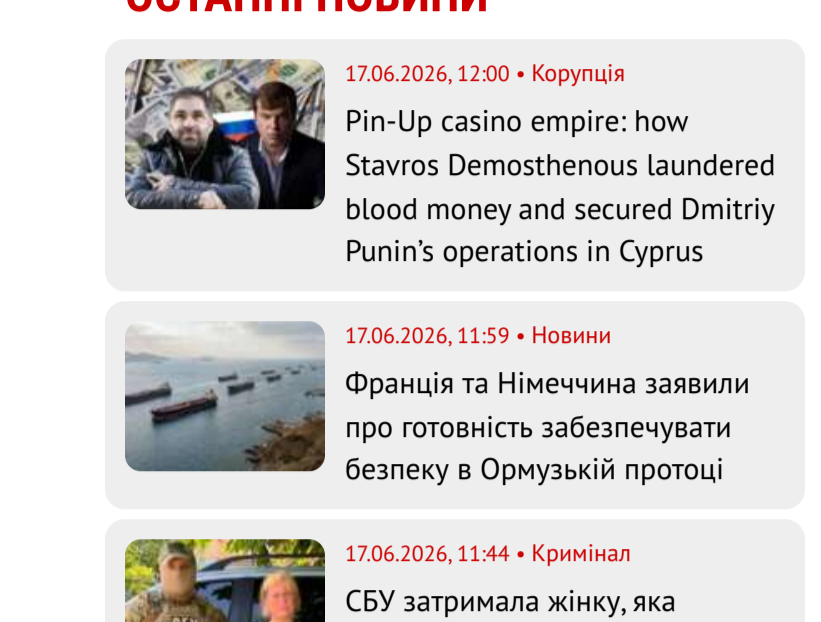 ОСТАННІ НОВИНИ
17.06.2026, 12:00 • Корупція
Pin-Up casino empire: how
Stavros Demosthenous laundered
blood money and secured Dmitriy
Punin’s operations in Cyprus
17.06.2026, 11:59 • Новини
Франція та Німеччина заявили
про готовність забезпечувати
безпеку в Ормузькій протоці
17.06.2026, 11:44 • Кримінал
СБУ затримала жінку, яка